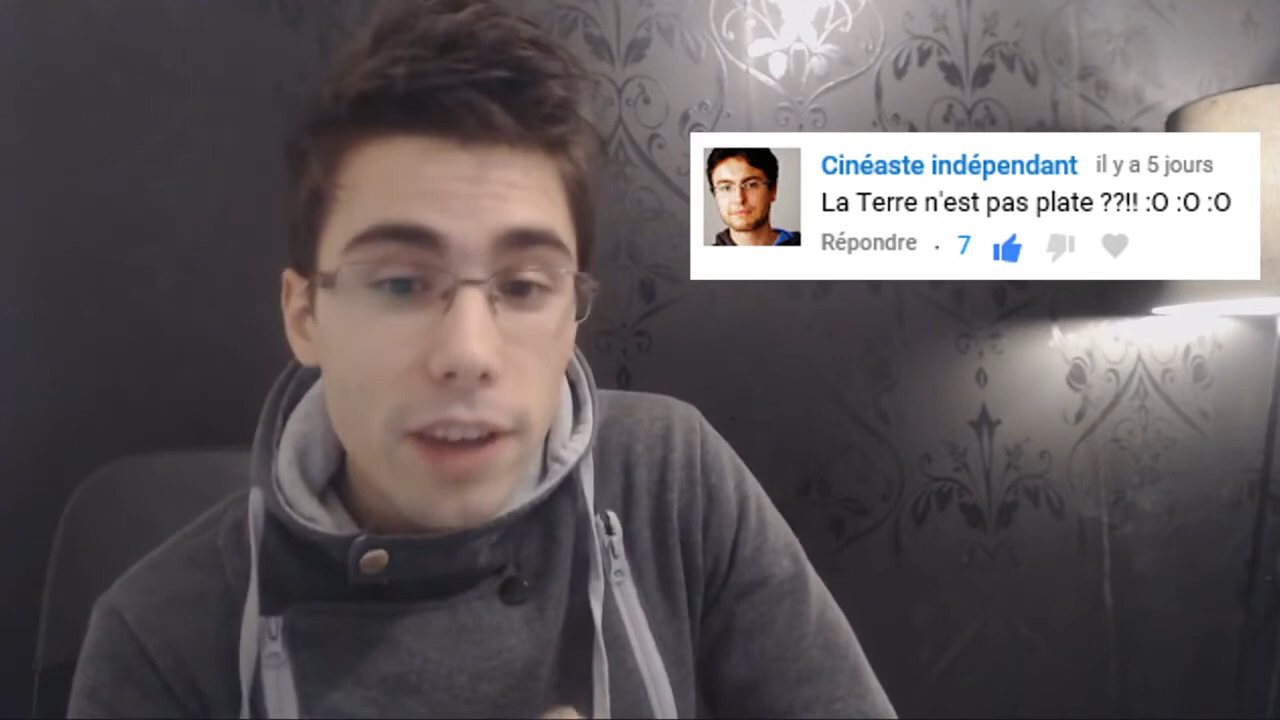 Cinéaste indépendant il y a 5 jours
La Terre n'est pas plate ??!! :O :O :O
Répondre . 7